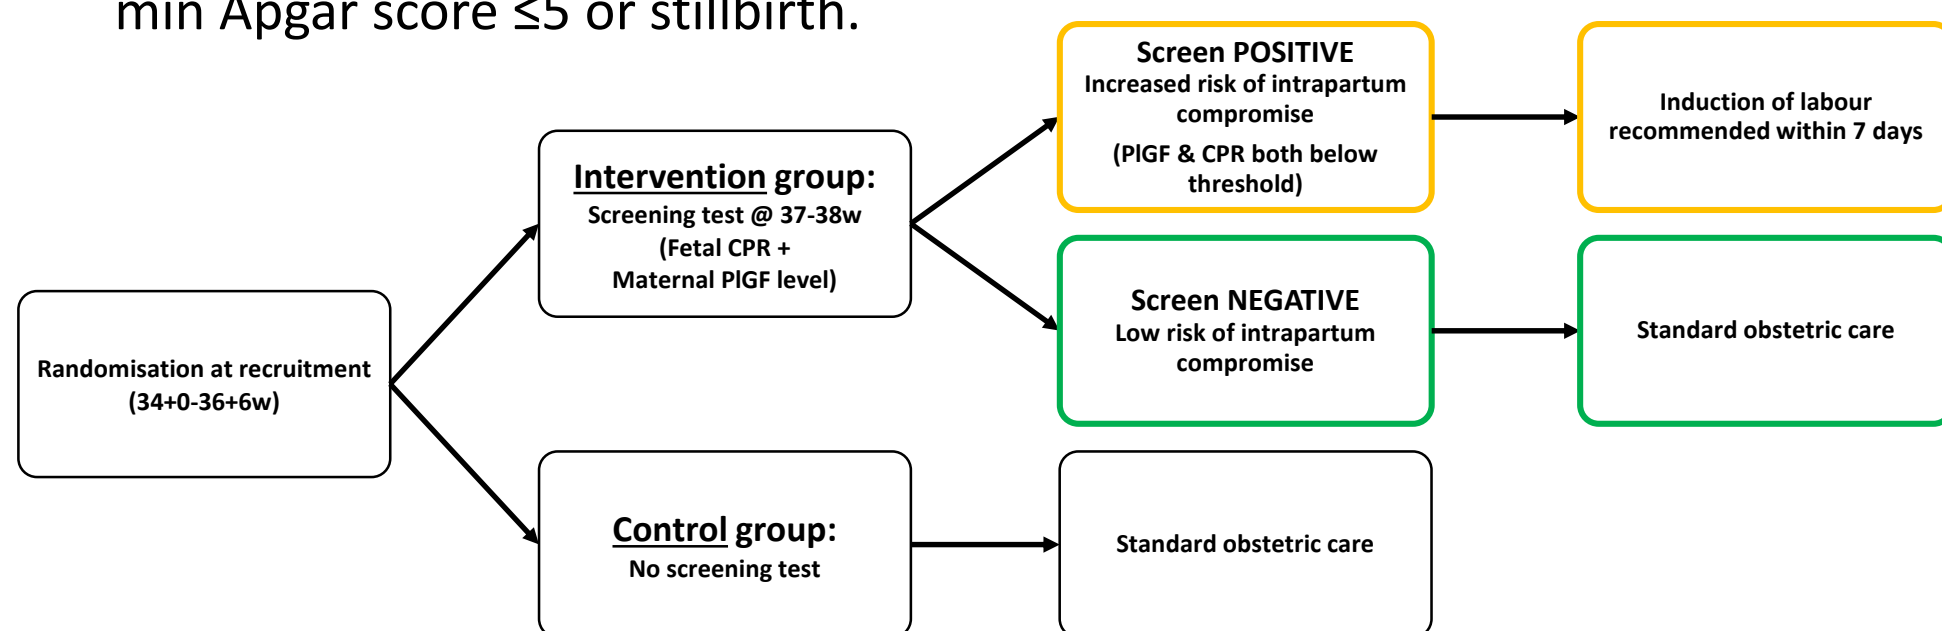 min Apgar score ≤5 or stillbirth.
Randomisation at recruitment
(34+0-36+6w)
Intervention group:
Screening test @ 37-38w
(Fetal CPR +
Maternal PlGF level)
Control group:
No screening test
Screen POSITIVE
Increased risk of intrapartum
compromise
(PlGF & CPR both below
threshold)
Induction of labour
recommended within 7 days
Screen NEGATIVE
Low risk of intrapartum
compromise
Standard obstetric care
Standard obstetric care